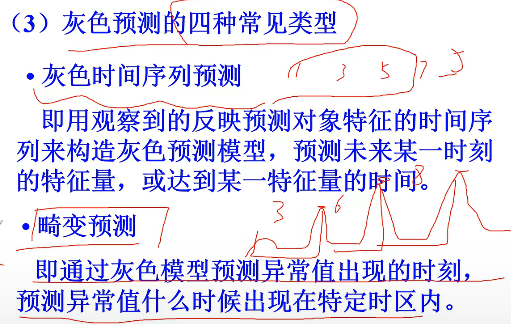 （3）灰色预测的四种常见类型
•灰色时间序列预测 1 3 5 7
即用观察到的反映预测对象特征的时间序
列来构造灰色预测模型，预测未来某一时刻
的特征量，或达到某一特征量的时间。
3 6 8
•畸变预测
即通过灰色模型预测异常值出现的时刻，
预测异常值什么时候出现在特定时区内。